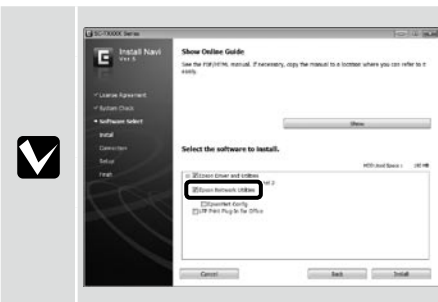 SC-TXXXX Series
Install Navi
Ver.6
Show Online Guide
See the PDF/HTML manual. If necessary, copy the manual to a location where you can refer to it
easily.
License Agreement
System Check
Software Select
Install
Connection
Setup
Finish
Show
Select the software to install.
Epson Driver and Utilities
Epson Network Utilities
EpsonNet Config
LFP Print Plug-In for Office
Cancel
Back
Install